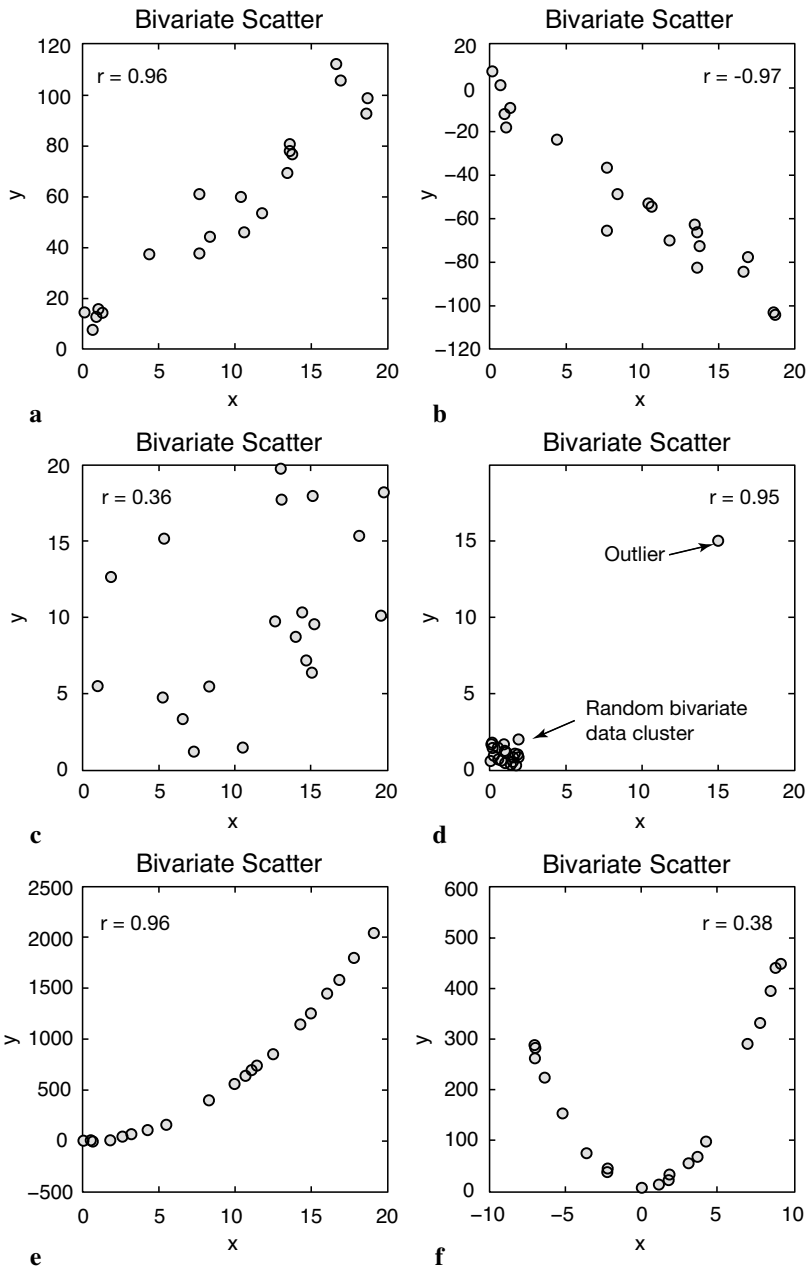 Bivariate Scatter
r = 0.96
120
100
80
60
40
20
0
y
0 5 10 15 20
x
a
Bivariate Scatter
r = -0.97
20
0
−20
−40
−60
−80
−100
−120
y
0 5 10 15 20
x
b
Bivariate Scatter
r = 0.36
20
15
10
5
0
y
0 5 10 15 20
x
c
Bivariate Scatter
r = 0.95
Outlier
Random bivariate
data cluster
15
10
5
0
y
0 5 10 15 20
x
d
Bivariate Scatter
r = 0.96
2500
2000
1500
1000
500
0
−500
y
0 5 10 15 20
x
e
Bivariate Scatter
r = 0.38
600
500
400
300
200
100
0
y
−10 −5 0 5 10
x
f